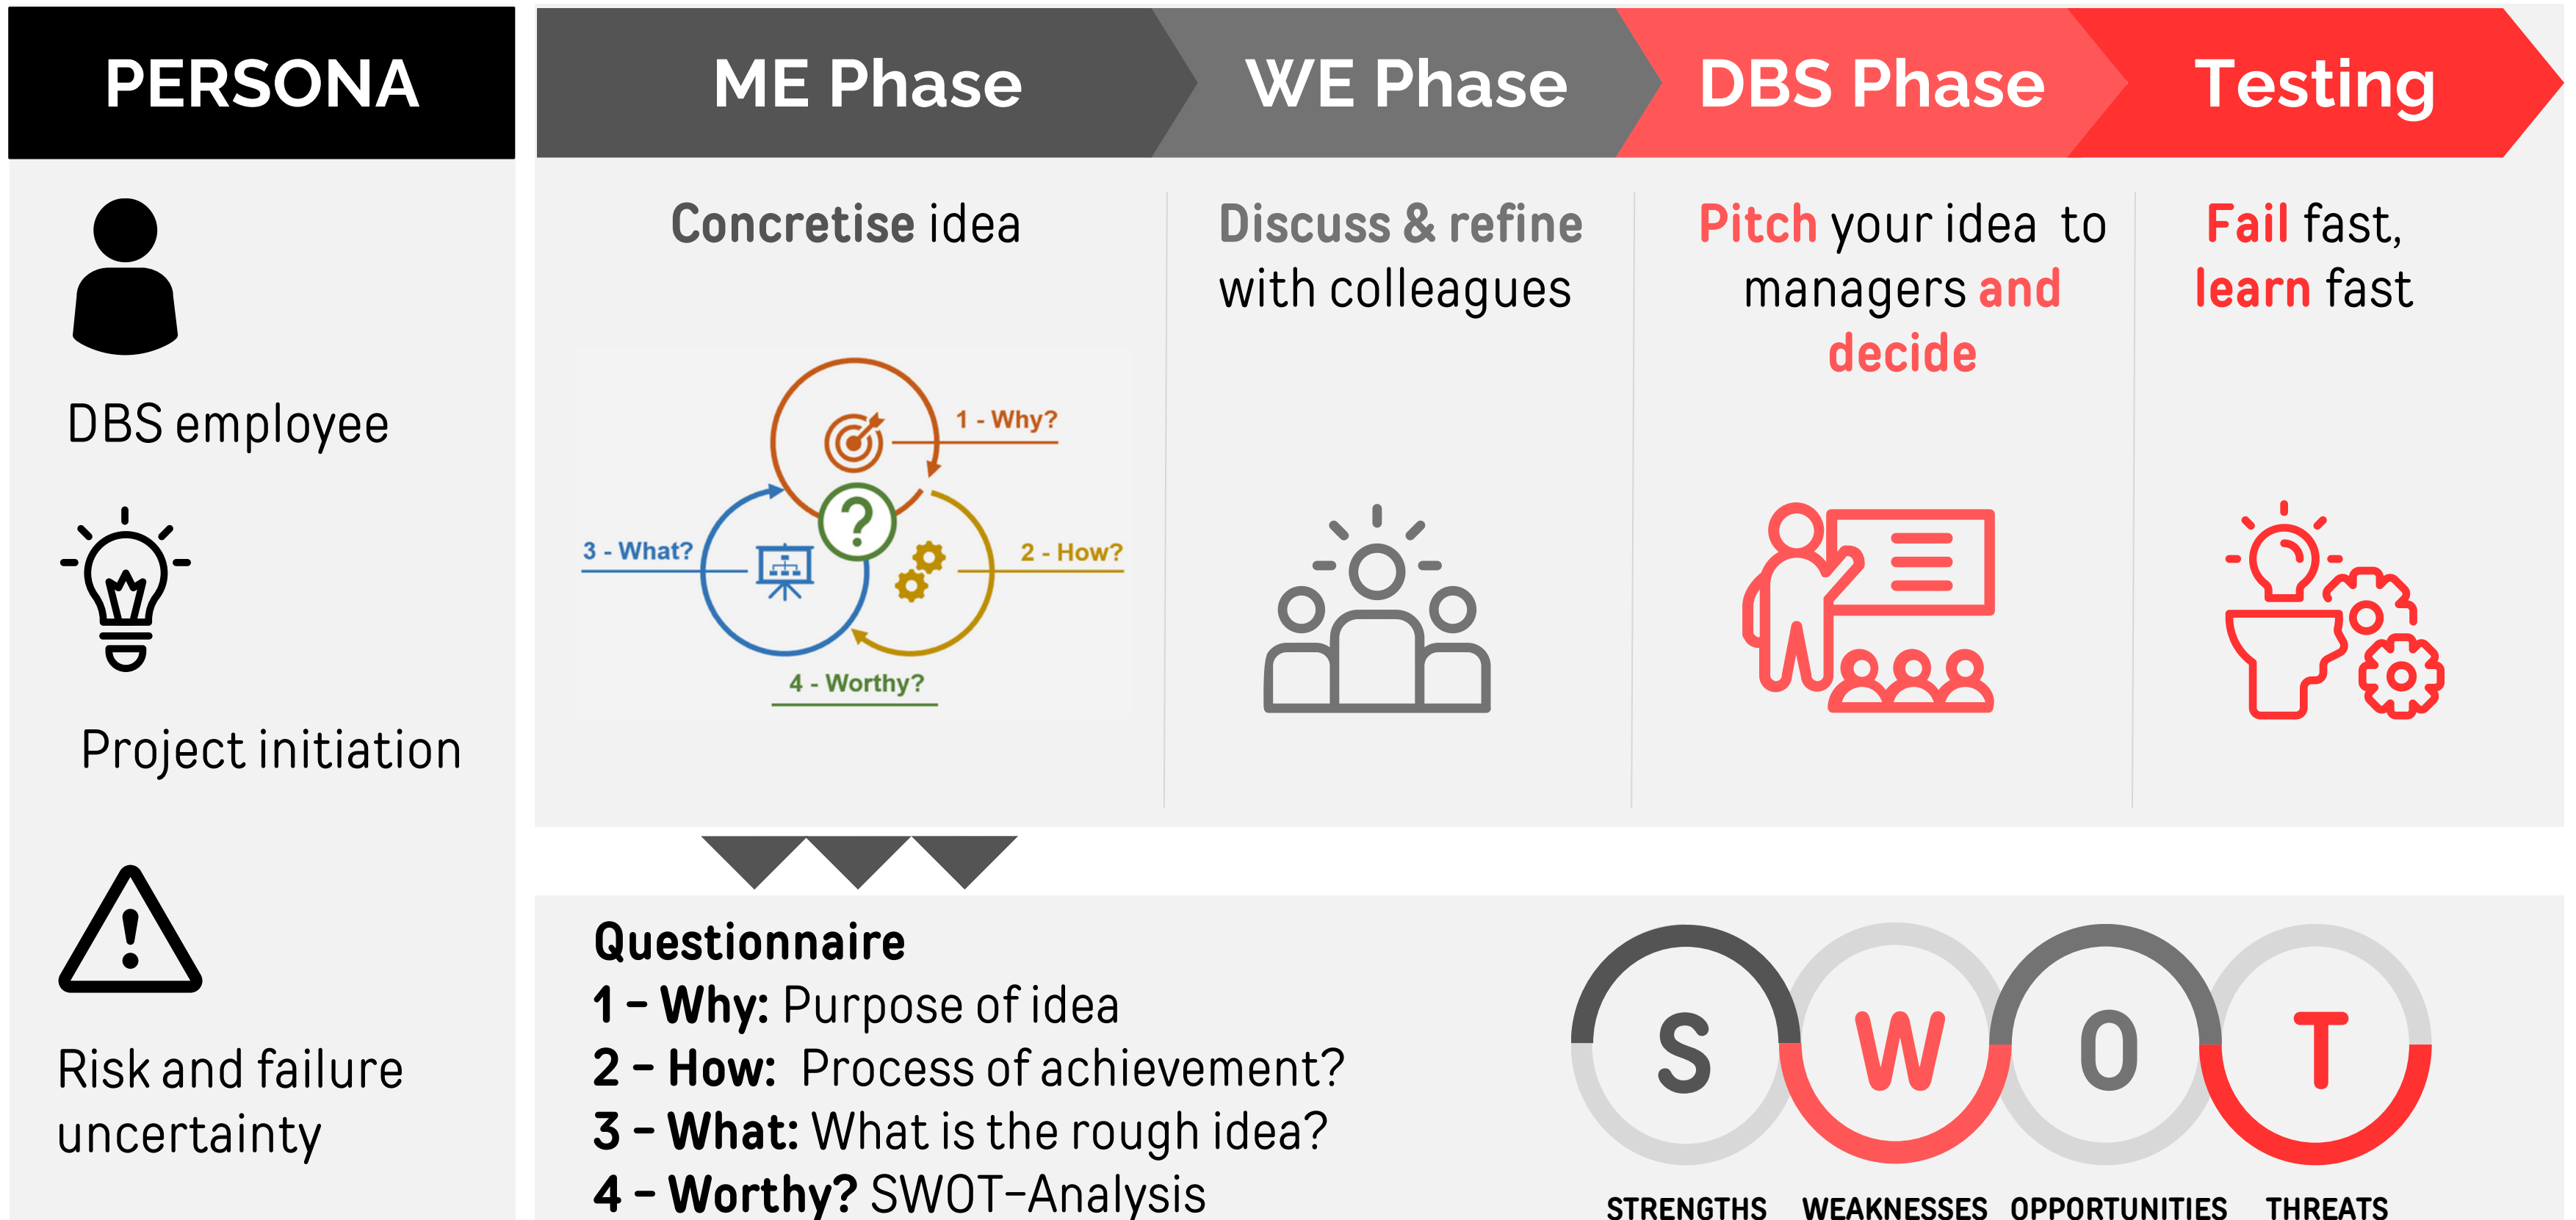 PERSONA
DBS employee
Project initiation
Risk and failure
uncertainty
ME Phase
WE Phase
DBS Phase
Testing
Concretise idea
1 - Why?
2 - How?
3 - What?
4 - Worthy?
?
Discuss & refine
with colleagues
Pitch your idea to
managers and
decide
Fail fast,
learn fast
Questionnaire
1 – Why: Purpose of idea
2 – How: Process of achievement?
3 – What: What is the rough idea?
4 – Worthy? SWOT-Analysis
S
W
O
T
STRENGTHS
WEAKNESSES
OPPORTUNITIES
THREATS